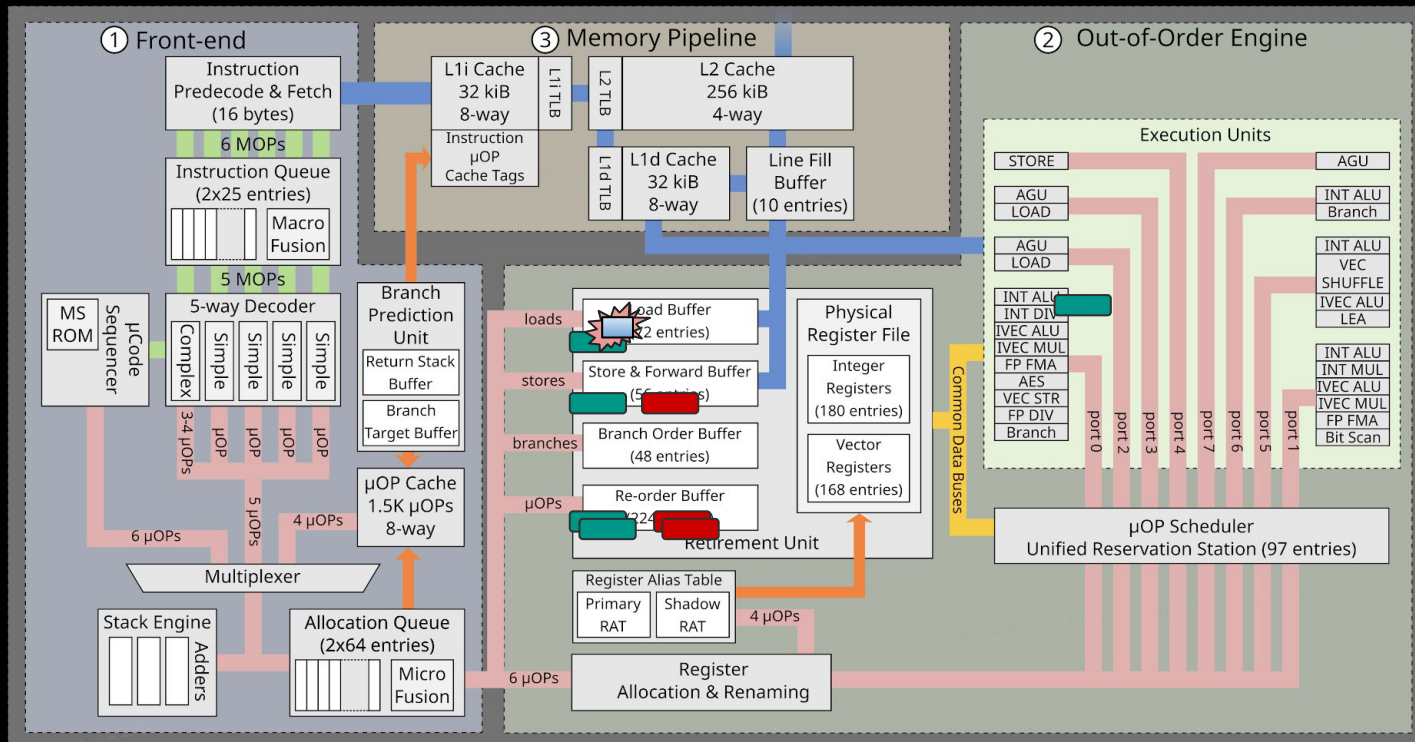 ① Front-end
Instruction
Predecode & Fetch
(16 bytes)
6 MOPs
Instruction Queue
(2x25 entries)
Macro
Fusion
5 MOPs
5-way Decoder
Complex
Simple
Simple
Simple
Simple
MS
ROM
µCode
Sequencer
3-4 µOPs
µOP
µOP
µOP
µOP
5 µOPs
6 µOPs
4 µOPs
Multiplexer
Stack Engine
Adders
Allocation Queue
(2x64 entries)
Micro
Fusion
Branch
Prediction
Unit
Return Stack
Buffer
Branch
Target Buffer
µOP Cache
1.5K µOPs
8-way
③ Memory Pipeline
L1i Cache
32 kiB
8-way
L1i TLB
Instruction
µOP
Cache Tags
L2 TLB
L2 Cache
256 kiB
4-way
L1d TLB
L1d Cache
32 kiB
8-way
Line Fill
Buffer
(10 entries)
② Out-of-Order Engine
Execution Units
STORE
AGU
LOAD
AGU
LOAD
INT ALU
INT DIV
IVEC ALU
IVEC MUL
FP FMA
AES
VEC STR
FP DIV
Branch
AGU
INT ALU
Branch
INT ALU
VEC
SHUFFLE
IVEC ALU
LEA
INT ALU
INT MUL
IVEC ALU
IVEC MUL
FP FMA
Bit Scan
port 0
port 2
port 3
port 4
port 7
port 6
port 5
port 1
Common Data Buses
µOP Scheduler
Unified Reservation Station (97 entries)
loads
Buffer
entries)
stores
Store & Forward Buffer
branches
Branch Order Buffer
(48 entries)
µOPs
Re-order Buffer
Retirement Unit
Physical
Register File
Integer
Registers
(180 entries)
Vector
Registers
(168 entries)
Register Alias Table
Primary
RAT
Shadow
RAT
4 µOPs
6 µOPs
Register
Allocation & Renaming